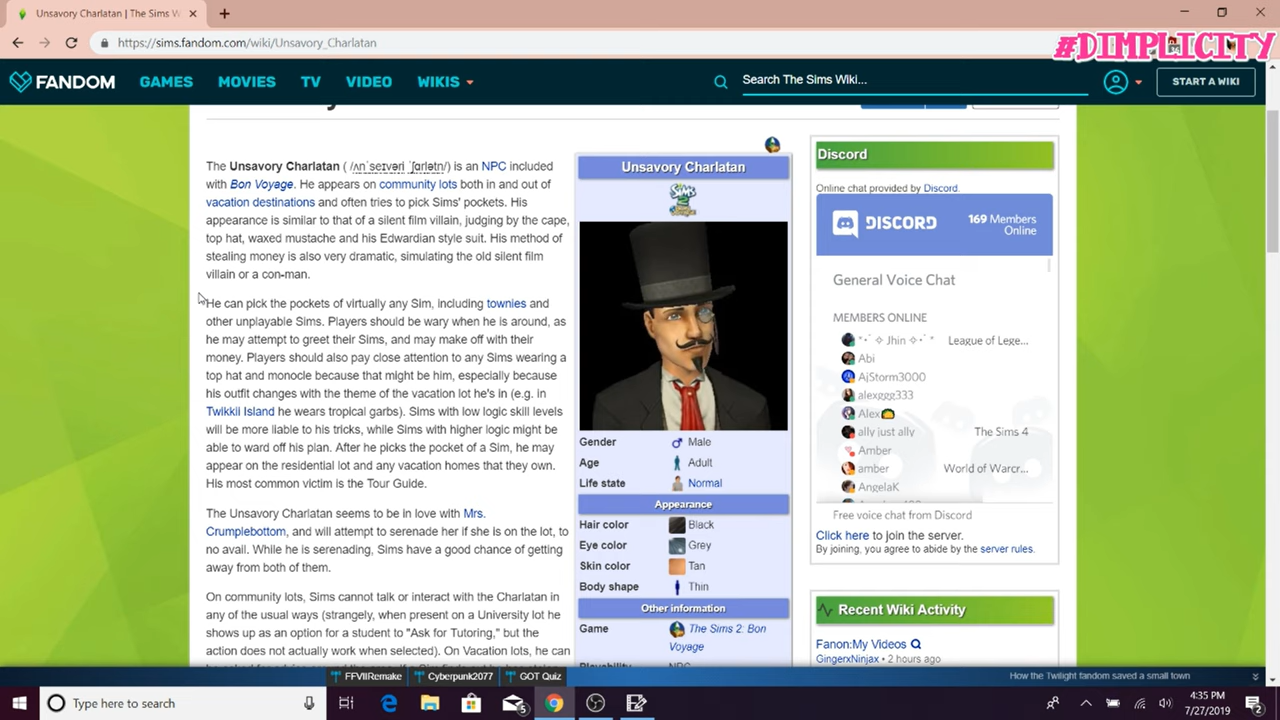 Unsavory Charlatan | The Sims W
#DIMPLICITY
https://sims.fandom.com/wiki/Unsavory_Charlatan
FANDOM
GAMES
MOVIES
TV
VIDEO
WIKIS
Search The Sims Wiki...
START A WIKI
The Unsavory Charlatan ( /ʌnˈseɪvəri ˈʃɑrlətn/) is an NPC included
with Bon Voyage. He appears on community lots both in and out of
vacation destinations and often tries to pick Sims' pockets. His
appearance is similar to that of a silent film villain, judging by the cape,
top hat, waxed mustache and his Edwardian style suit. His method of
stealing money is also very dramatic, simulating the old silent film
villain or a con-man.
He can pick the pockets of virtually any Sim, including townies and
other unplayable Sims. Players should be wary when he is around, as
he may attempt to greet their Sims, and may make off with their
money. Players should also pay close attention to any Sims wearing a
top hat and monocle because that might be him, especially because
his outfit changes with the theme of the vacation lot he's in (e.g. in
Twikkii Island he wears tropical garbs). Sims with low logic skill levels
will be more liable to his tricks, while Sims with higher logic might be
able to ward off his plan. After he picks the pocket of a Sim, he may
appear on the residential lot and any vacation homes that they own.
His most common victim is the Tour Guide.
The Unsavory Charlatan seems to be in love with Mrs.
Crumplebottom, and will attempt to serenade her if she is on the lot, to
no avail. While he is serenading, Sims have a good chance of getting
away from both of them.
On community lots, Sims cannot talk or interact with the Charlatan in
any of the usual ways (strangely, when present on a University lot he
shows up as an option for a student to "Ask for Tutoring," but the
action does not actually work when selected). On Vacation lots, he can
Unsavory Charlatan
Gender Male
Age Adult
Life state Normal
Appearance
Hair color Black
Eye color Grey
Skin color Tan
Body shape Thin
Other information
Game The Sims 2: Bon
Voyage
Playability NPC
Discord
Online chat provided by Discord.
DISCORD
169 Members
Online
General Voice Chat
MEMBERS ONLINE
*·˙ ✧ Jhin ✧·˙* League of Lege...
Abi
AjStorm3000
alexggg333
Alex🌮
ally just ally The Sims 4
Amber
amber World of Warcr...
AngelaK
Free voice chat from Discord
Click here to join the server.
By joining, you agree to abide by the server rules.
Recent Wiki Activity
Fanon:My Videos
GingerxNinjax • 2 hours ago
FFVIIRemake
Cyberpunk2077
GOT Quiz
How the Twilight fandom saved a small town
Type here to search
5
4:35 PM
7/27/2019
2